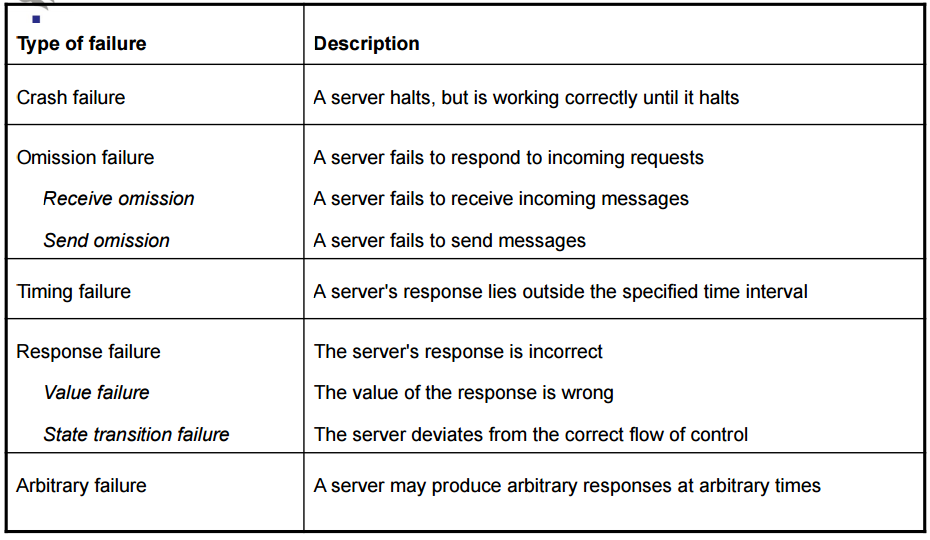 Type of failure Description
Crash failure A server halts, but is working correctly until it halts
Omission failure A server fails to respond to incoming requests
Receive omission A server fails to receive incoming messages
Send omission A server fails to send messages
Timing failure A server's response lies outside the specified time interval
Response failure The server's response is incorrect
Value failure The value of the response is wrong
State transition failure The server deviates from the correct flow of control
Arbitrary failure A server may produce arbitrary responses at arbitrary times